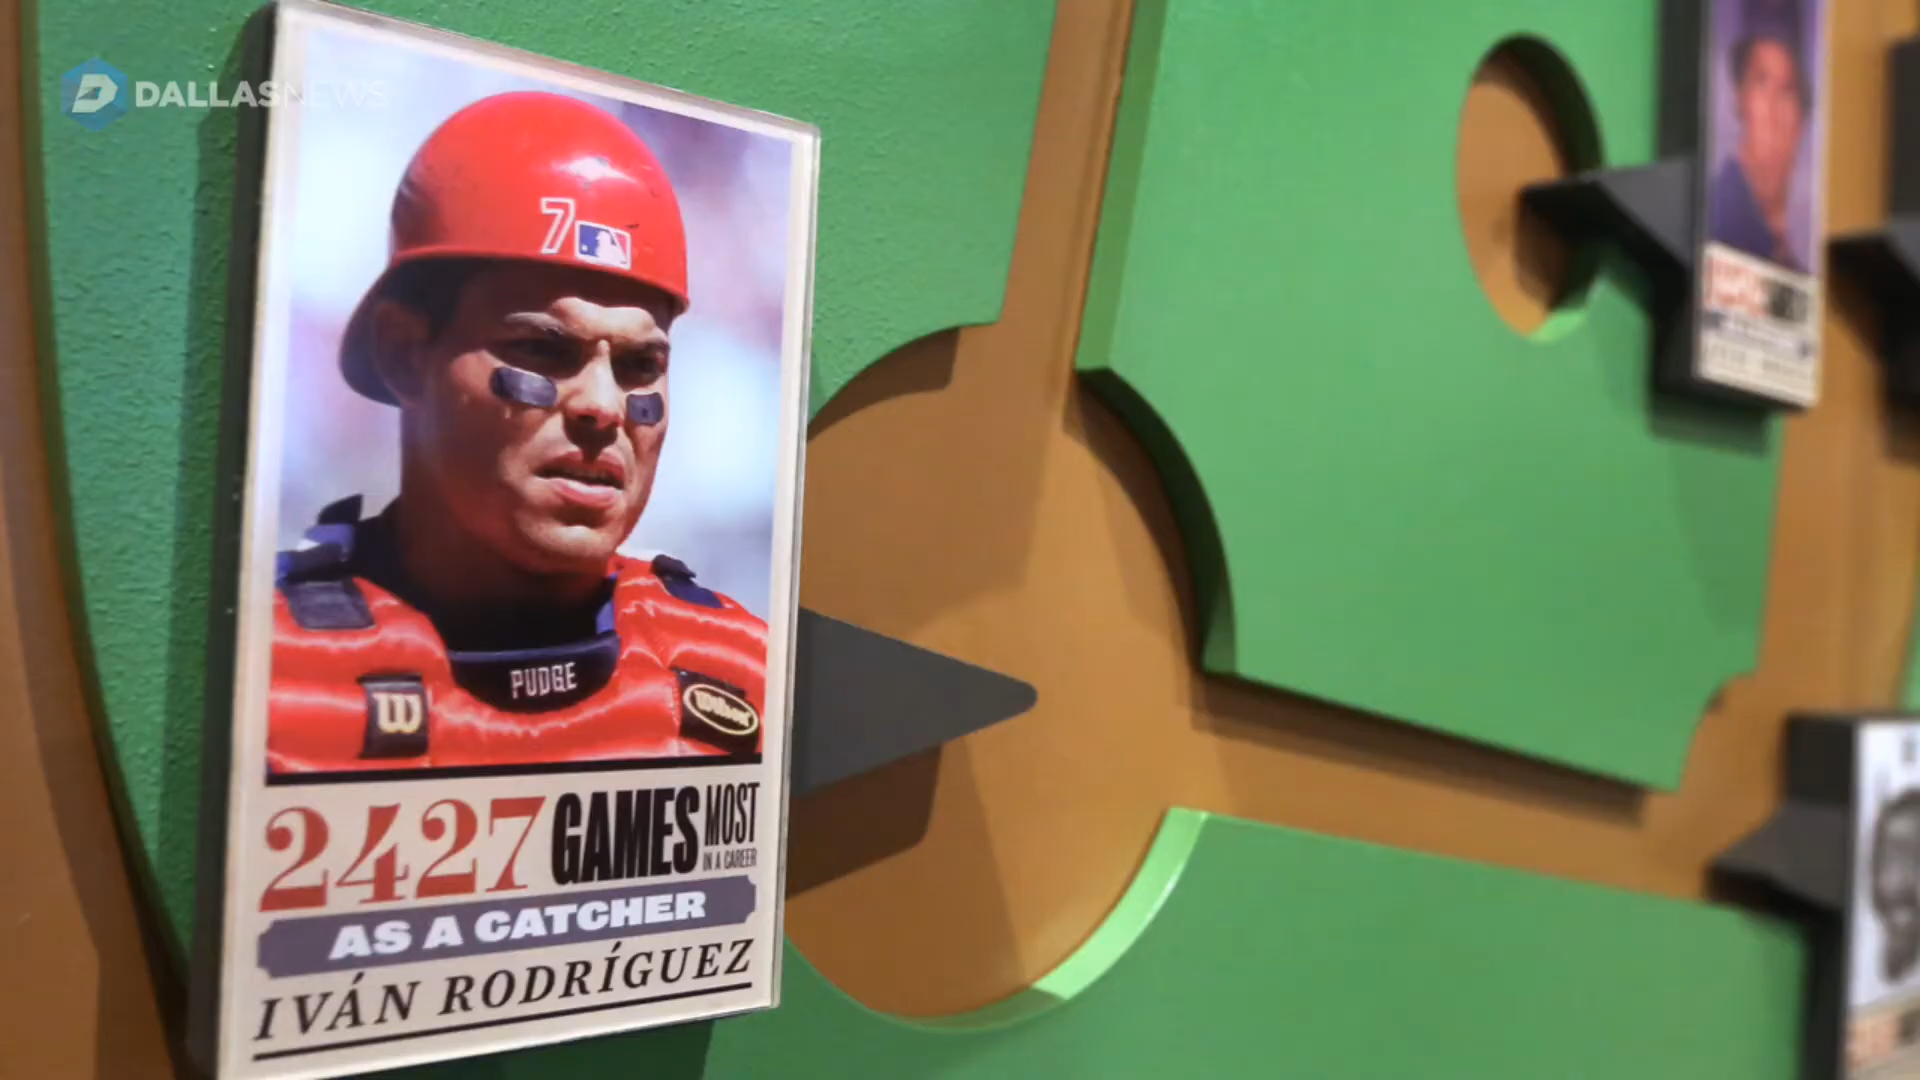 DALLASNEWS
7
PUDGE
W
Wilson
2427 GAMES MOST
IN A CAREER
AS A CATCHER
IVÁN RODRÍGUEZ